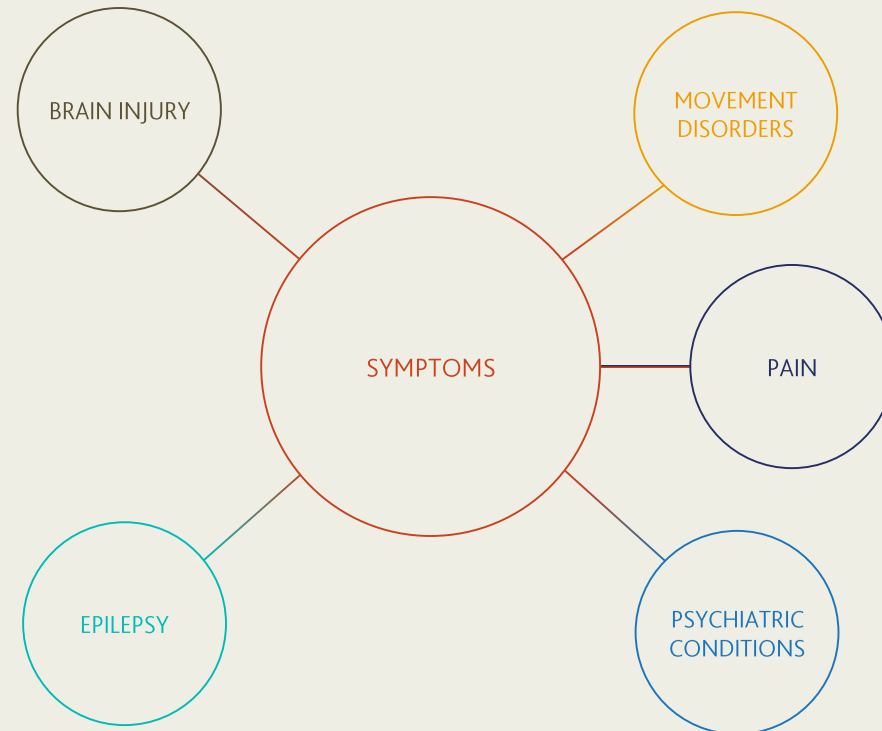 BRAIN INJURY
MOVEMENT
DISORDERS
SYMPTOMS
PAIN
EPILEPSY
PSYCHIATRIC
CONDITIONS